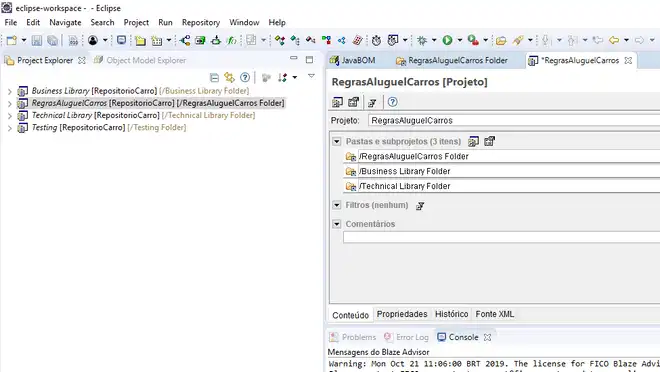 eclipse-workspace - - Eclipse
File Edit Navigate Search Project Run Repository Window Help
Project Explorer Object Model Explorer
Business Library [RepositorioCarro] [/Business Library Folder]
RegrasAluguelCarros [RepositorioCarro] [/RegrasAluguelCarros Folder]
Technical Library [RepositorioCarro] [/Technical Library Folder]
Testing [RepositorioCarro] [/Testing Folder]
JavaBOM RegrasAluguelCarros Folder *RegrasAluguelCarros
RegrasAluguelCarros [Projeto]
Projeto: RegrasAluguelCarros
Pastas e subprojetos (3 itens)
/RegrasAluguelCarros Folder
/Business Library Folder
/Technical Library Folder
Filtros (nenhum)
Comentários
Conteúdo Propriedades Histórico Fonte XML
Problems Error Log Console
Mensagens do Blaze Advisor
Warning: Mon Oct 21 11:06:00 BRT 2019. The license for FICO Blaze Advi